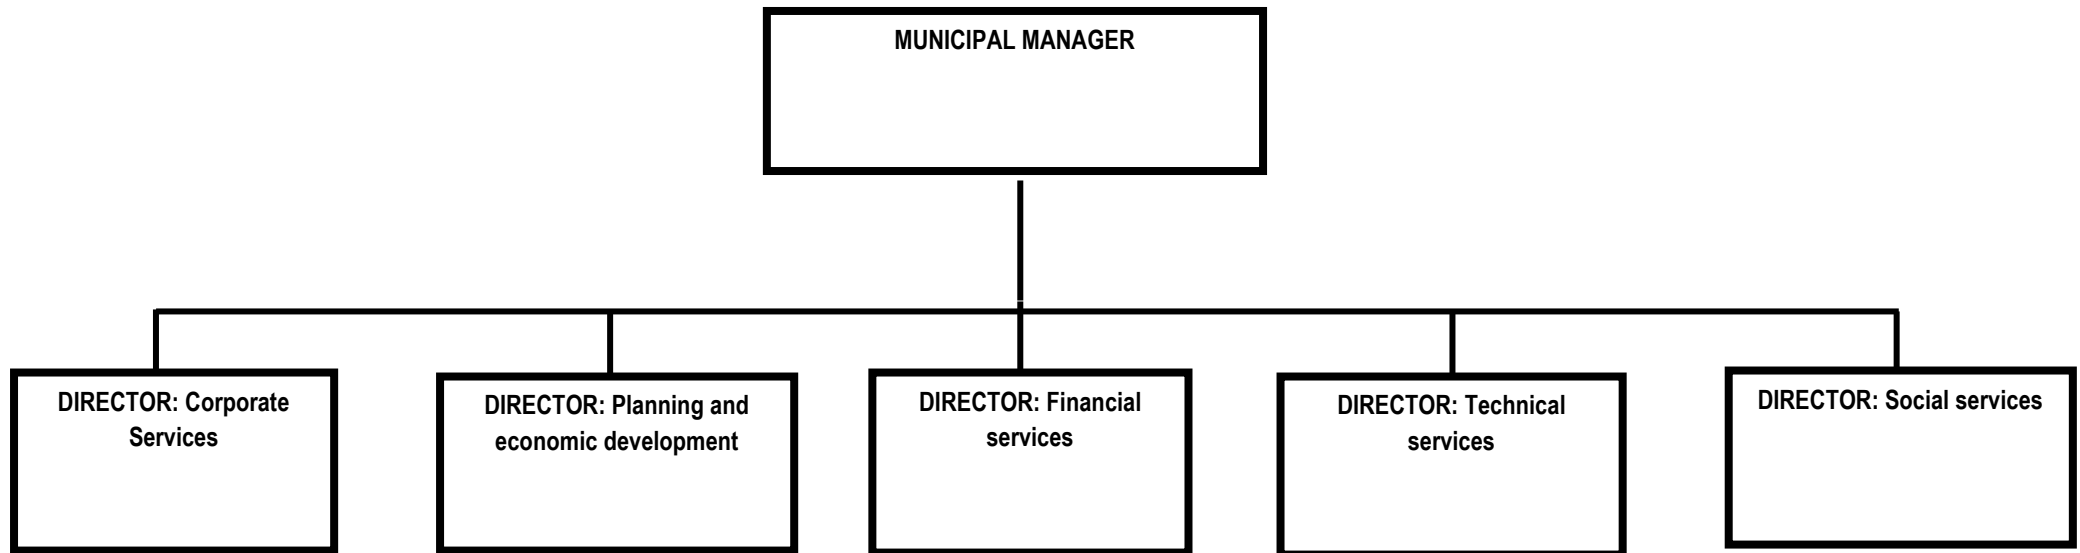 MUNICIPAL MANAGER
DIRECTOR: Corporate
Services
DIRECTOR: Planning and
economic development
DIRECTOR: Financial
services
DIRECTOR: Technical
services
DIRECTOR: Social services